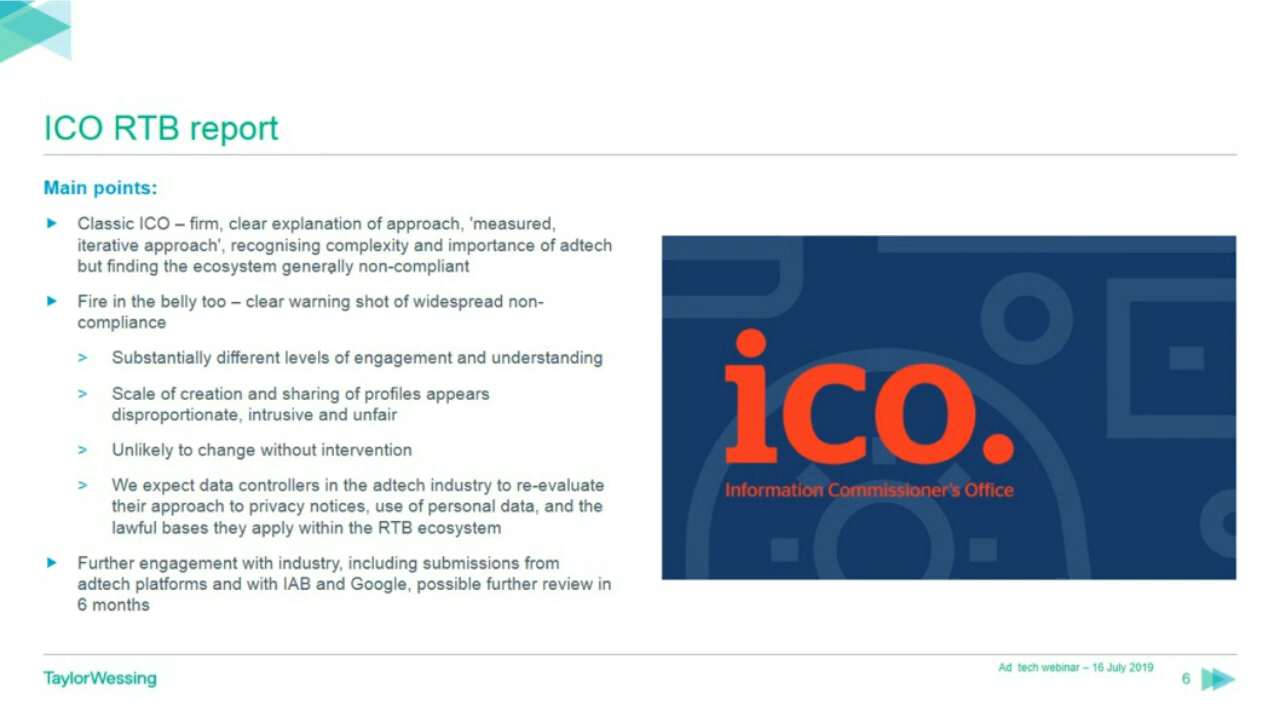 ICO RTB report
Main points:
Classic ICO – firm, clear explanation of approach, 'measured,
iterative approach', recognising complexity and importance of adtech
but finding the ecosystem generally non-compliant
Fire in the belly too – clear warning shot of widespread non-
compliance
> Substantially different levels of engagement and understanding
> Scale of creation and sharing of profiles appears
disproportionate, intrusive and unfair
> Unlikely to change without intervention
> We expect data controllers in the adtech industry to re-evaluate
their approach to privacy notices, use of personal data, and the
lawful bases they apply within the RTB ecosystem
Further engagement with industry, including submissions from
adtech platforms and with IAB and Google, possible further review in
6 months
ico.
Information Commissioner's Office
TaylorWessing
Ad tech webinar – 16 July 2019
6